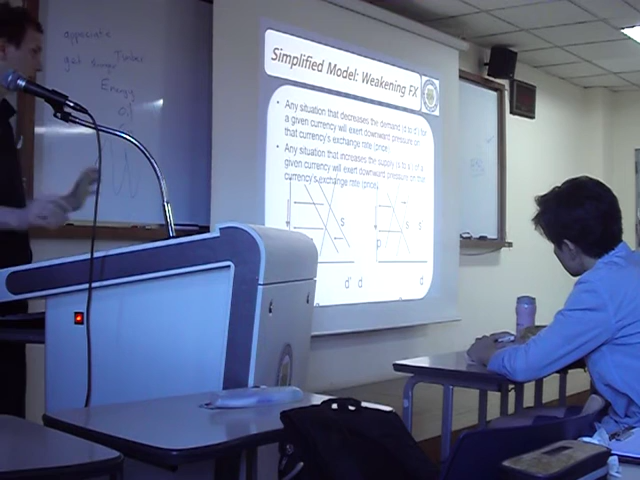 appociate
Energy
Simplified Model: Weakening FX
• Any situation that decreases the demand (d to d') for
a given currency will exert downward pressure on
that currency's exchange rate (price)
• Any situation that increases the supply (s to s') of a
given currency will exert downward pressure on that
currency's exchange rate (price)
s s s
p
d' d d